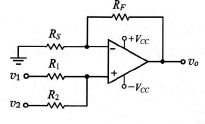 R_F
R_S
+V_CC
−
v_o
v_1
R_1
+
−V_CC
v_2
R_2